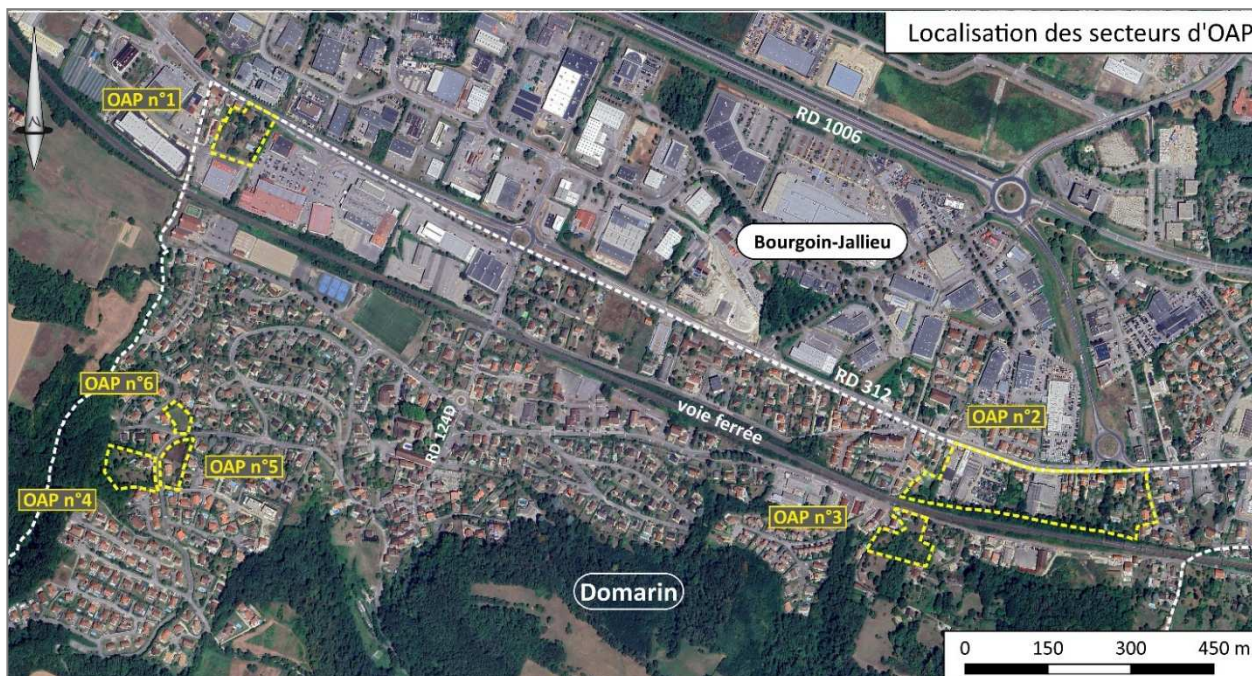 Localisation des secteurs d'OAP
OAP n°1
RD 1006
Bourgoin-Jallieu
OAP n°6
RD 312
OAP n°2
voie ferrée
RD 124D
OAP n°5
OAP n°4
OAP n°3
Domarin
0 150 300 450 m
N